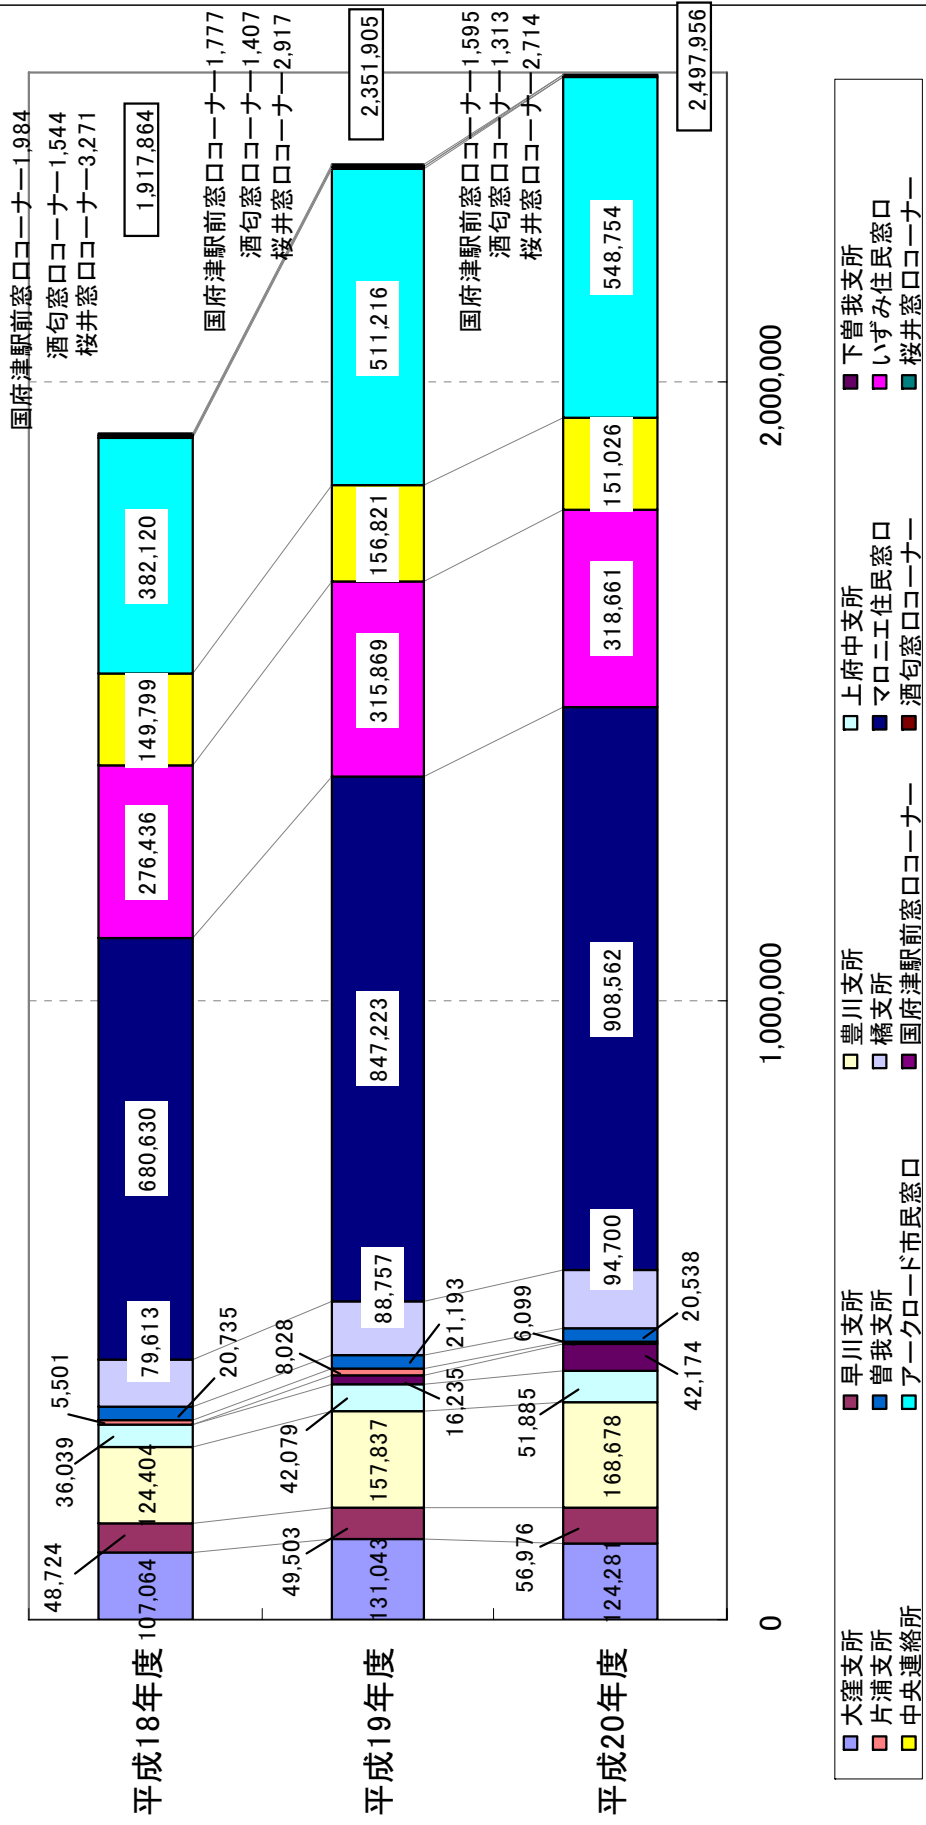 国府津駅前窓口コーナー1,984
酒匂窓口コーナー1,544
桜井窓口コーナー3,271
1,917,864
平成18年度
107,064
48,724
124,404
36,039
5,501
20,735
79,613
680,630
276,436
149,799
382,120
国府津駅前窓口コーナー1,777
酒匂窓口コーナー1,407
桜井窓口コーナー2,917
2,351,905
平成19年度
131,043
49,503
157,837
42,079
16,235
8,028
21,193
88,757
847,223
315,869
156,821
511,216
国府津駅前窓口コーナー1,595
酒匂窓口コーナー1,313
桜井窓口コーナー2,714
2,497,956
平成20年度
124,281
56,976
168,678
51,885
42,174
6,099
20,538
94,700
908,562
318,661
151,026
548,754
0
1,000,000
2,000,000
大窪支所 早川支所 豊川支所 上府中支所 下曽我支所
片浦支所 曽我支所 橘支所 マロニエ住民窓口 いずみ住民窓口
中央連絡所 アークロード市民窓口 国府津駅前窓口コーナー 酒匂窓口コーナー 桜井窓口コーナー